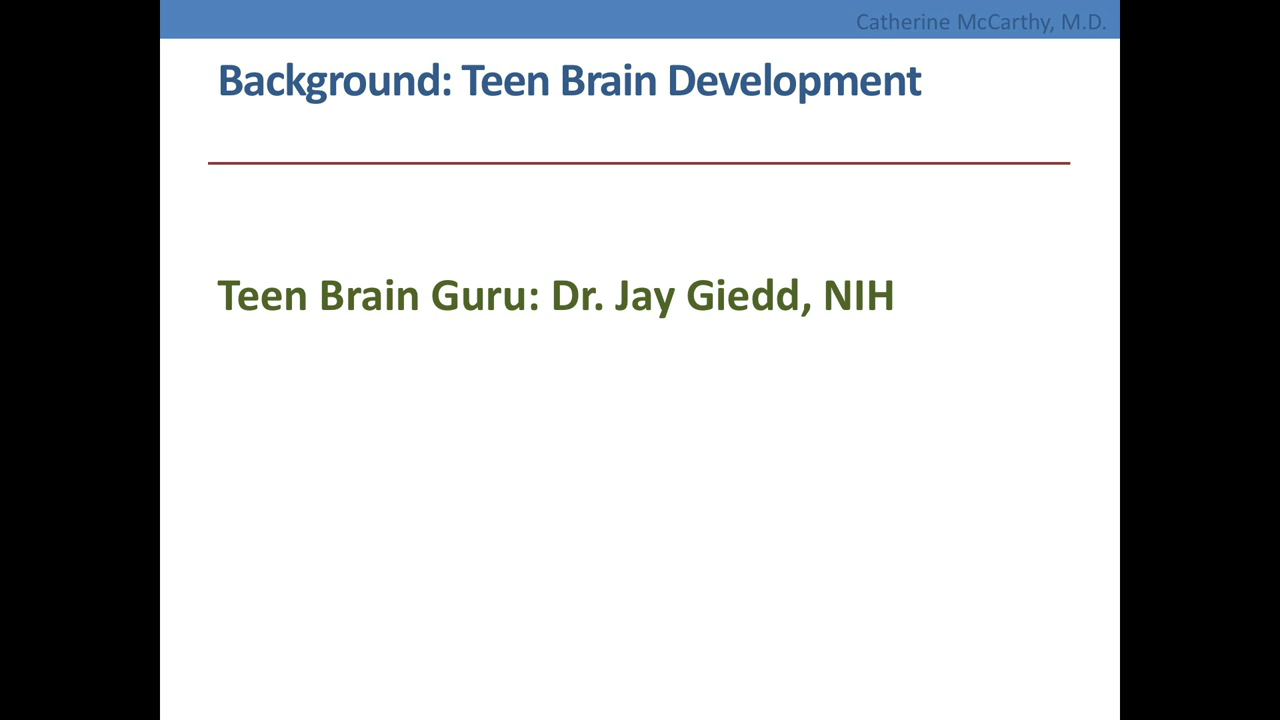 Catherine McCarthy, M.D.
Background: Teen Brain Development
Teen Brain Guru: Dr. Jay Giedd, NIH